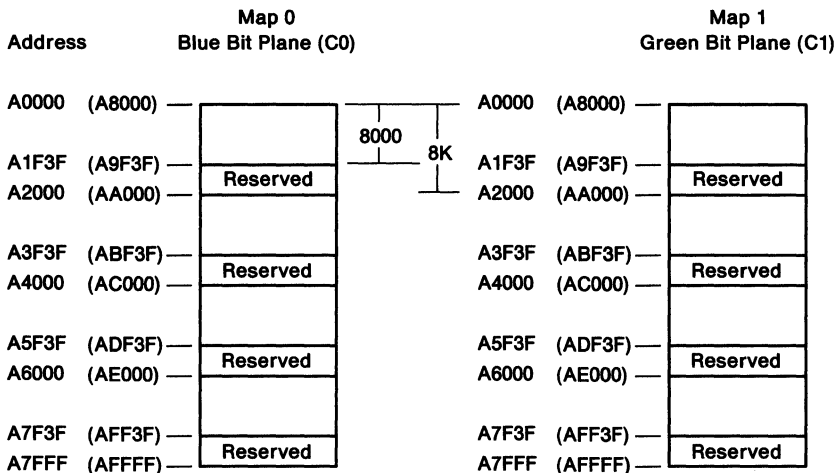 Map 0 Map 1
Address Blue Bit Plane (C0) Green Bit Plane (C1)
A0000 (A8000) A0000 (A8000)
8000
8K
A1F3F (A9F3F) A1F3F (A9F3F)
Reserved Reserved
A2000 (AA000) A2000 (AA000)
A3F3F (ABF3F) A3F3F (ABF3F)
Reserved Reserved
A4000 (AC000) A4000 (AC000)
A5F3F (ADF3F) A5F3F (ADF3F)
Reserved Reserved
A6000 (AE000) A6000 (AE000)
A7F3F (AFF3F) A7F3F (AFF3F)
Reserved Reserved
A7FFF (AFFFF) A7FFF (AFFFF)